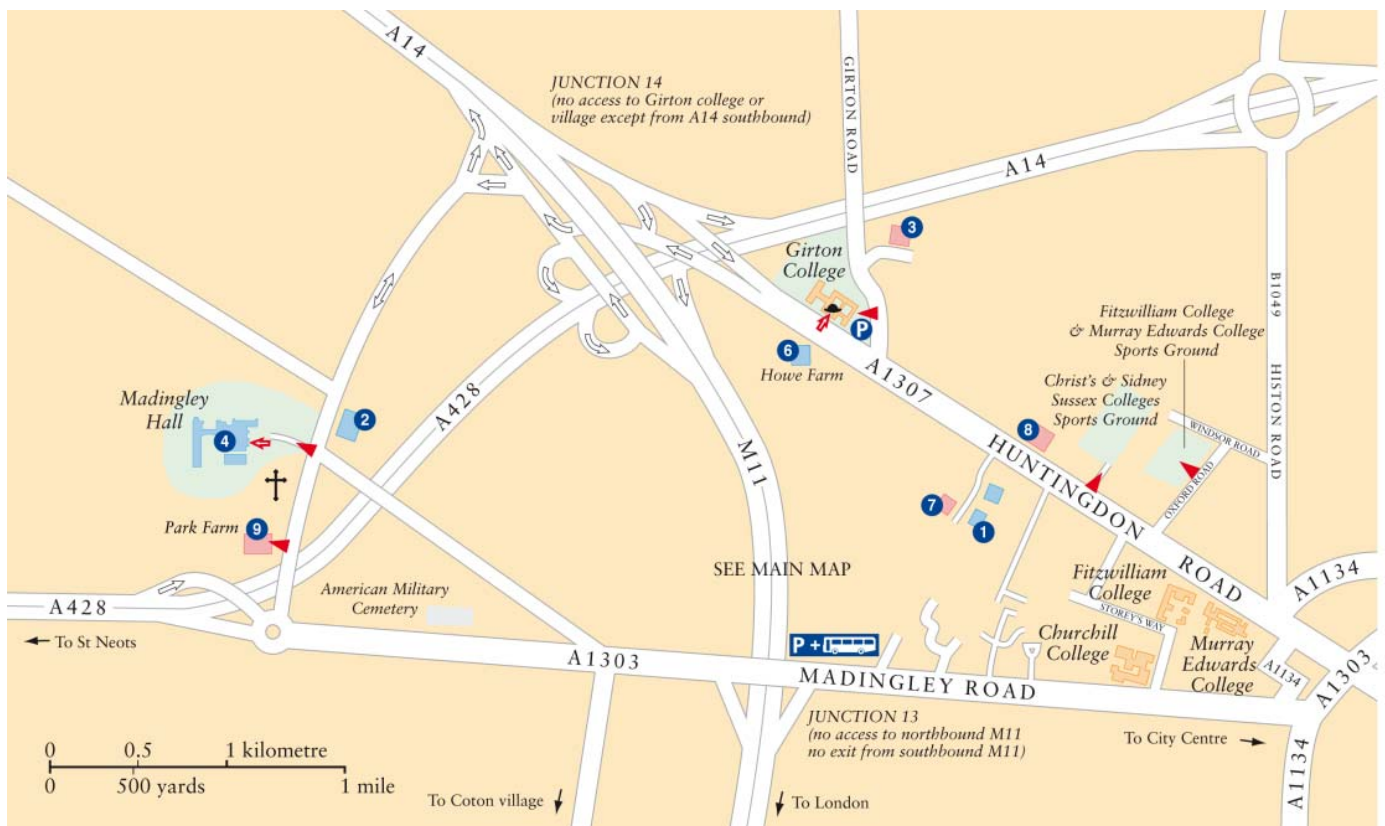 A14
JUNCTION 14
(no access to Girton college or
village except from A14 southbound)
GIRTON ROAD
A14
3
Girton
College
P
6
Howe Farm
A1307
B1049
HISTON ROAD
Fitzwilliam College
& Murray Edwards College
Sports Ground
Christ's & Sidney
Sussex Colleges
Sports Ground
WINDSOR ROAD
OXFORD ROAD
Madingley
Hall
4
2
A428
M11
8
HUNTINGDON ROAD
7
1
Park Farm
9
SEE MAIN MAP
American Military
Cemetery
A428
To St Neots
A1303
P +
MADINGLEY ROAD
Fitzwilliam
College
STOREY'S WAY
Churchill
College
Murray
Edwards
College
A1134
A1134
A1303
JUNCTION 13
(no access to northbound M11
no exit from southbound M11)
To City Centre
A1134
0 0.5 1 kilometre
0 500 yards 1 mile
To Coton village
To London